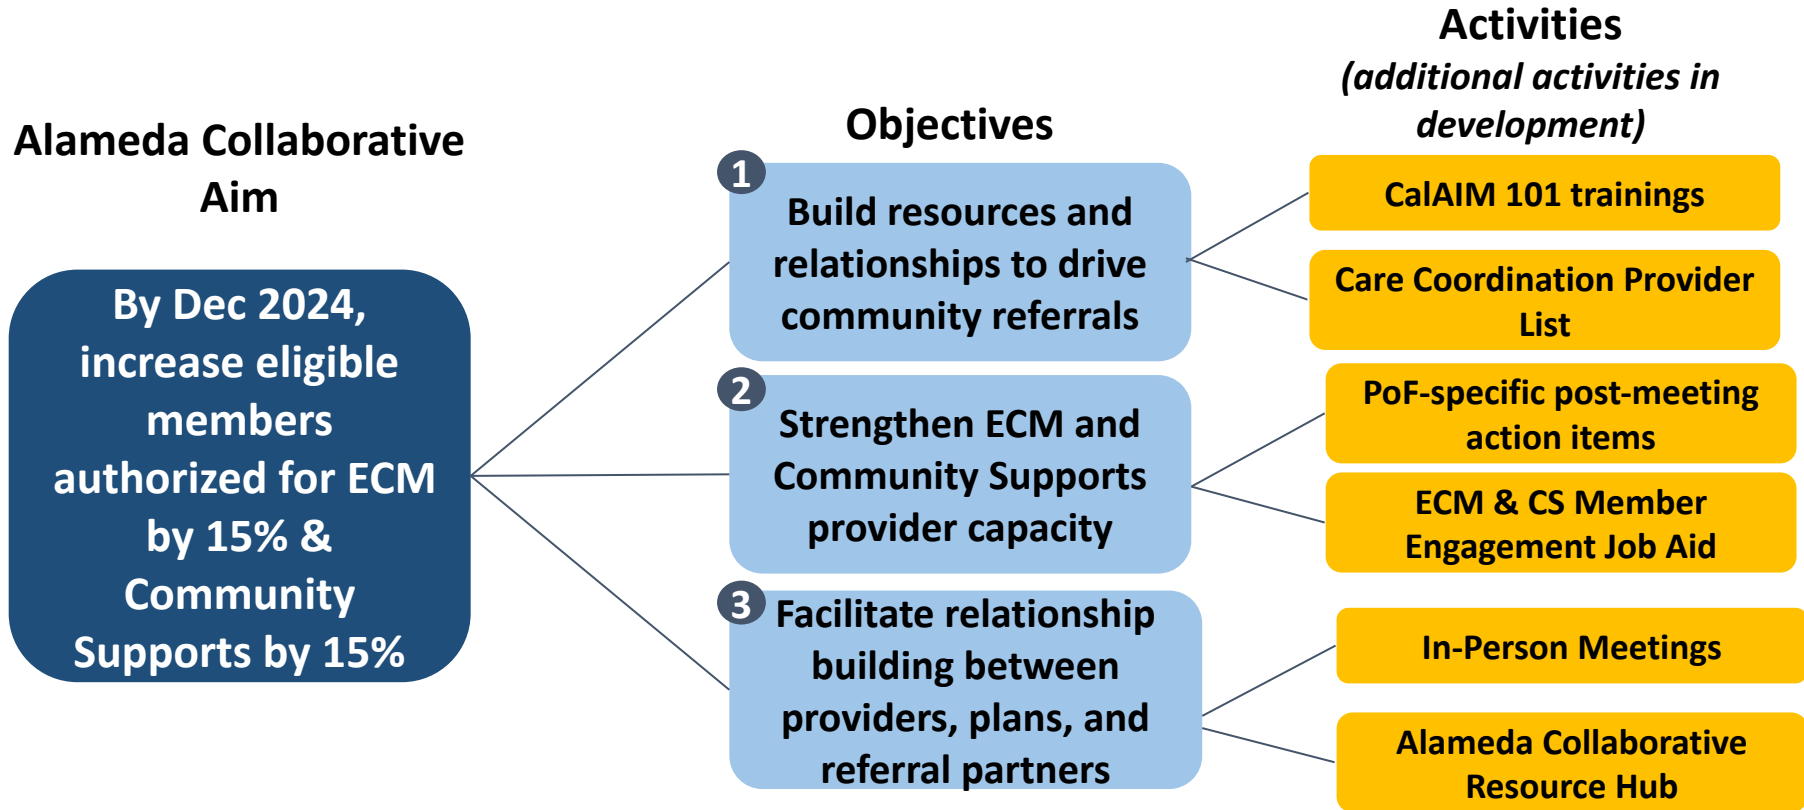 Alameda Collaborative
Aim
By Dec 2024,
increase eligible
members
authorized for ECM
by 15% &
Community
Supports by 15%
Objectives
1
Build resources and
relationships to drive
community referrals
2
Strengthen ECM and
Community Supports
provider capacity
3
Facilitate relationship
building between
providers, plans, and
referral partners
Activities
(additional activities in
development)
CalAIM 101 trainings
Care Coordination Provider
List
PoF-specific post-meeting
action items
ECM & CS Member
Engagement Job Aid
In-Person Meetings
Alameda Collaborative
Resource Hub